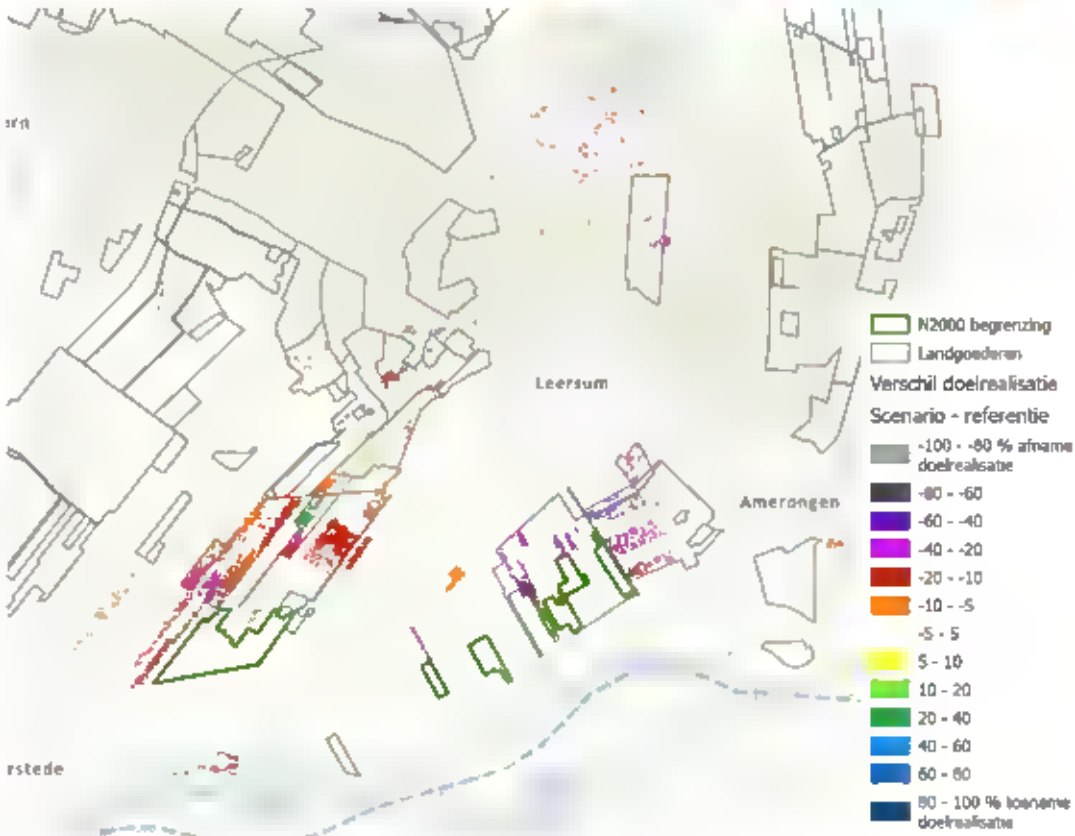 Leersum
Amerongen
rstede
N2000 begrenzing
Landgoederen
Verschil doelrealisatie
Scenario - referentie
-100 - -80 % afname
doelrealisatie
-80 - -60
-60 - -40
-40 - -20
-20 - -10
-10 - -5
-5 - 5
5 - 10
10 - 20
20 - 40
40 - 60
60 - 80
80 - 100 % toename
doelrealisatie